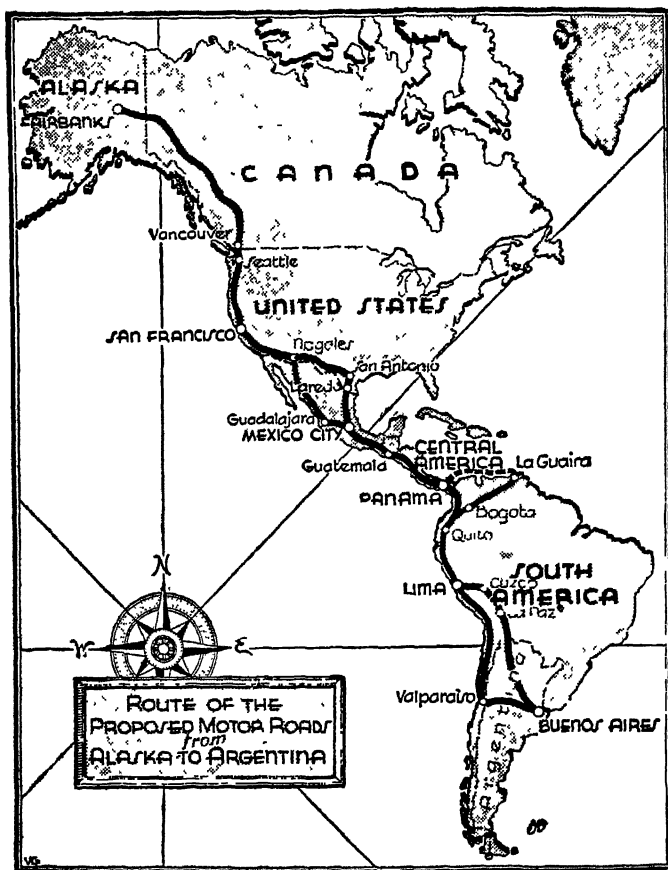 ALASKA
FAIRBANKS
CANADA
Vancouver
Seattle
UNITED STATES
SAN FRANCISCO
Nogales
San Antonio
Laredo
Guadalajara
MEXICO CITY
CENTRAL
AMERICA
Guatemala
La Guaira
PANAMA
Bogota
Quito
LIMA
Cuzco
SOUTH
AMERICA
La Paz
N
W
E
Valparaiso
BUENOS AIRES
Argentina
ROUTE OF THE
PROPOSED MOTOR ROADS
from
ALASKA TO ARGENTINA
VG